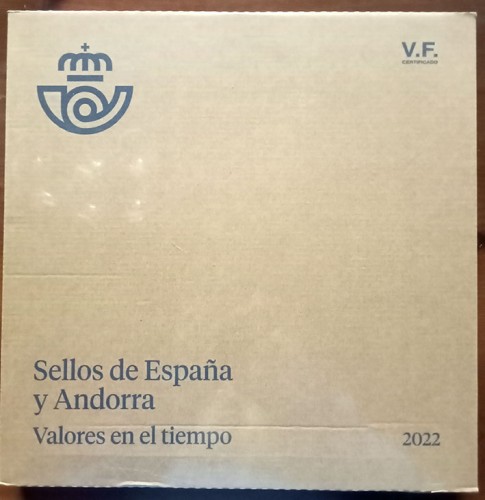 V.F.
CERTIFICADO
Sellos de España
y Andorra
Valores en el tiempo
2022